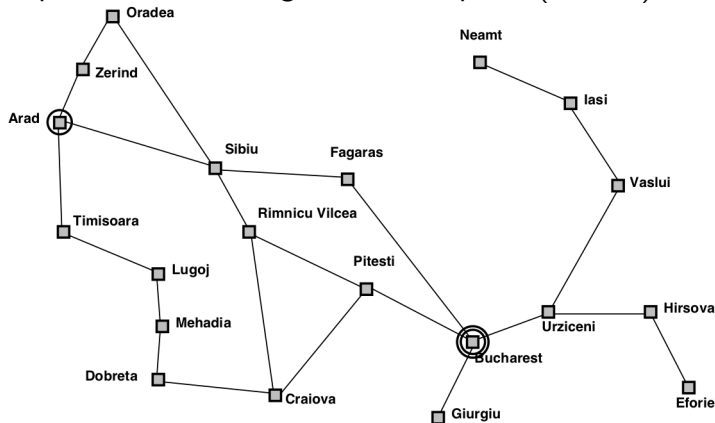 Oradea
Neamt
Zerind
Iasi
Arad
Sibiu
Fagaras
Vaslui
Timisoara
Rimnicu Vilcea
Pitesti
Lugoj
Hirsova
Mehadia
Urziceni
Bucharest
Dobreta
Craiova
Eforie
Giurgiu